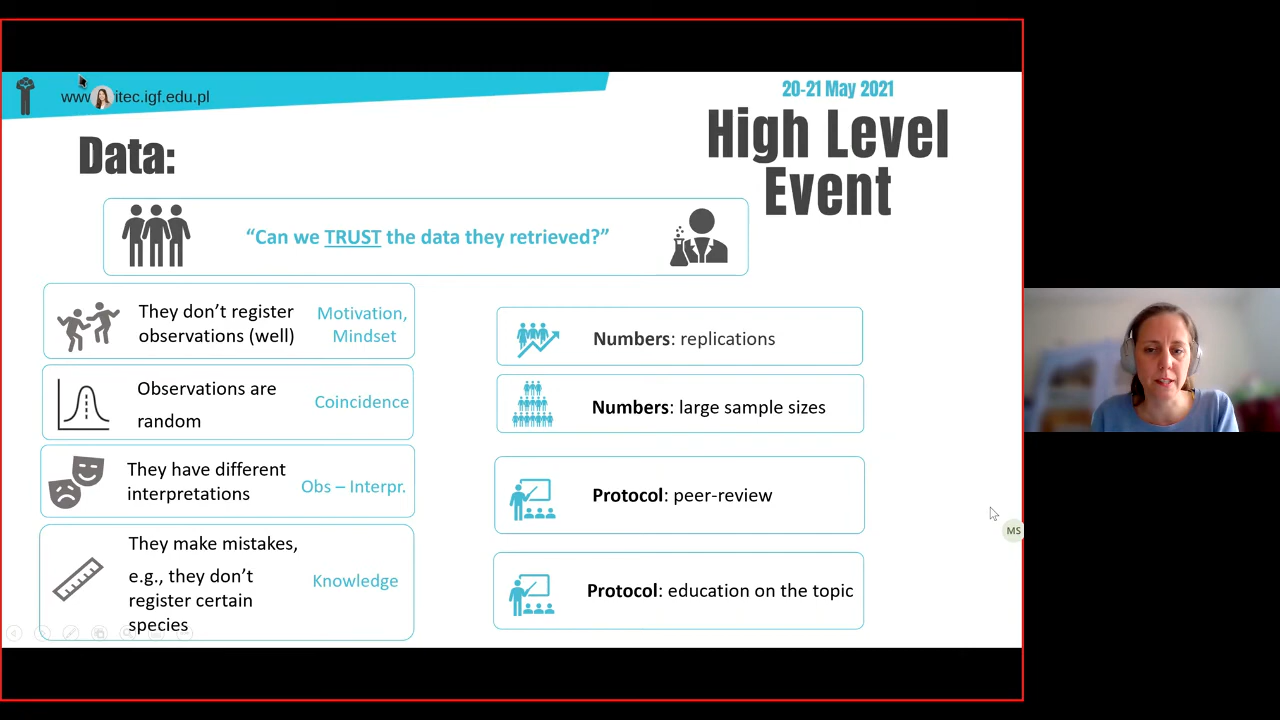 www itec.igf.edu.pl
20-21 May 2021
High Level
Event
Data:
“Can we TRUST the data they retrieved?”
They don’t register
observations (well)
Motivation,
Mindset
Observations are
random
Coincidence
They have different
interpretations
Obs – Interpr.
They make mistakes,
e.g., they don’t
register certain
species
Knowledge
Numbers: replications
Numbers: large sample sizes
Protocol: peer-review
Protocol: education on the topic
MS